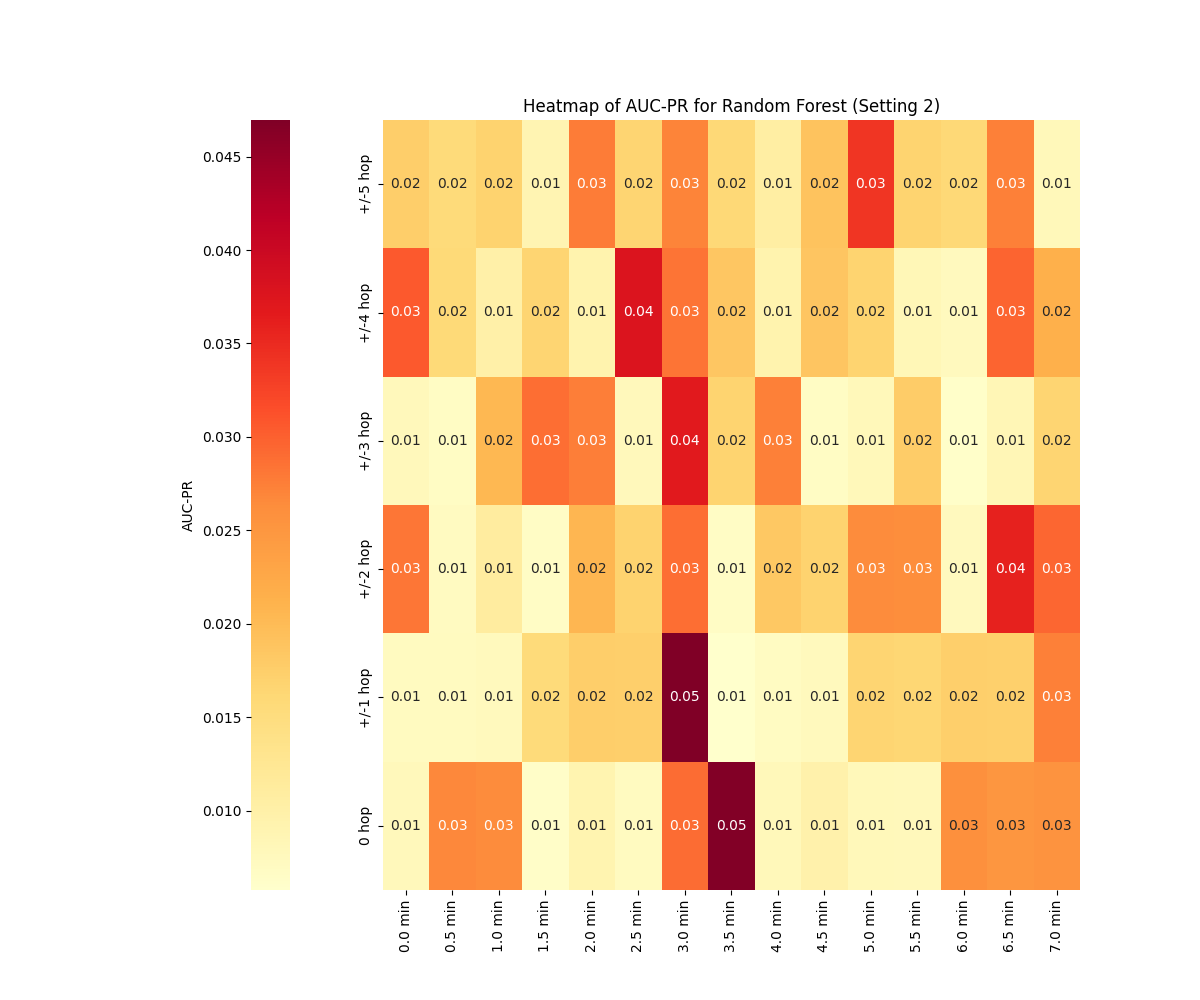 Heatmap of AUC-PR for Random Forest (Setting 2)
AUC-PR
0.045
0.040
0.035
0.030
0.025
0.020
0.015
0.010
+/-5 hop
0.02 0.02 0.02 0.01 0.03 0.02 0.03 0.02 0.01 0.02 0.03 0.02 0.02 0.03 0.01
+/-4 hop
0.03 0.02 0.01 0.02 0.01 0.04 0.03 0.02 0.01 0.02 0.02 0.01 0.01 0.03 0.02
+/-3 hop
0.01 0.01 0.02 0.03 0.03 0.01 0.04 0.02 0.03 0.01 0.01 0.02 0.01 0.01 0.02
+/-2 hop
0.03 0.01 0.01 0.01 0.02 0.02 0.03 0.01 0.02 0.02 0.03 0.03 0.01 0.04 0.03
+/-1 hop
0.01 0.01 0.01 0.02 0.02 0.02 0.05 0.01 0.01 0.01 0.02 0.02 0.02 0.02 0.03
0 hop
0.01 0.03 0.03 0.01 0.01 0.01 0.03 0.05 0.01 0.01 0.01 0.01 0.03 0.03 0.03
0.0 min
0.5 min
1.0 min
1.5 min
2.0 min
2.5 min
3.0 min
3.5 min
4.0 min
4.5 min
5.0 min
5.5 min
6.0 min
6.5 min
7.0 min